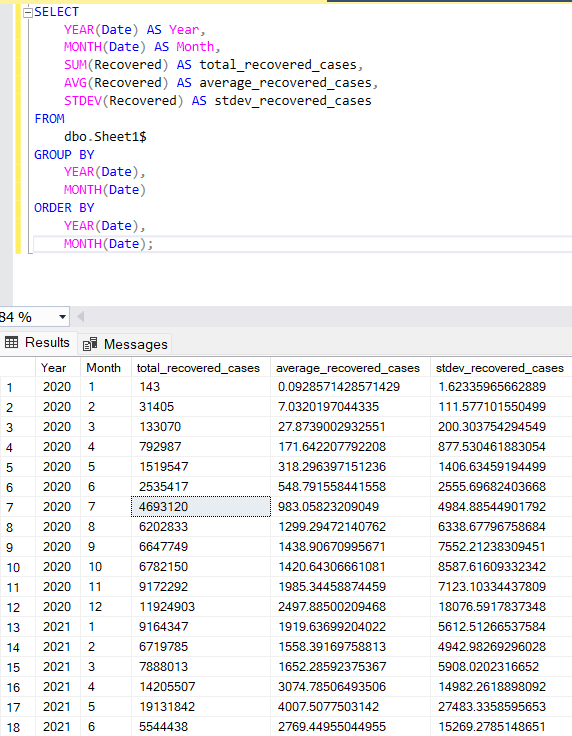 SELECT
YEAR(Date) AS Year,
MONTH(Date) AS Month,
SUM(Recovered) AS total_recovered_cases,
AVG(Recovered) AS average_recovered_cases,
STDEV(Recovered) AS stdev_recovered_cases
FROM
dbo.Sheet1$
GROUP BY
YEAR(Date),
MONTH(Date)
ORDER BY
YEAR(Date),
MONTH(Date);
84 %
Results Messages
Year Month total_recovered_cases average_recovered_cases stdev_recovered_cases
1 2020 1 143 0.0928571428571429 1.62335965662889
2 2020 2 31405 7.0320197044335 111.577101550499
3 2020 3 133070 27.8739002932551 200.303754294549
4 2020 4 792987 171.642207792208 877.530461883054
5 2020 5 1519547 318.296397151236 1406.63459194499
6 2020 6 2535417 548.791558441558 2555.69682403668
7 2020 7 4693120 983.05823209049 4984.88544901792
8 2020 8 6202833 1299.29472140762 6338.67796758684
9 2020 9 6647749 1438.90670995671 7552.21238309451
10 2020 10 6782150 1420.64306661081 8587.61609332342
11 2020 11 9172292 1985.34458874459 7123.10334437809
12 2020 12 11924903 2497.88500209468 18076.5917837348
13 2021 1 9164347 1919.63699204022 5612.51266537584
14 2021 2 6719785 1558.39169758813 4942.98269296028
15 2021 3 7888013 1652.28592375367 5908.0202316652
16 2021 4 14205507 3074.78506493506 14982.2618898092
17 2021 5 19131842 4007.5077503142 27483.3358595653
18 2021 6 5544438 2769.44955044955 15269.2785148651